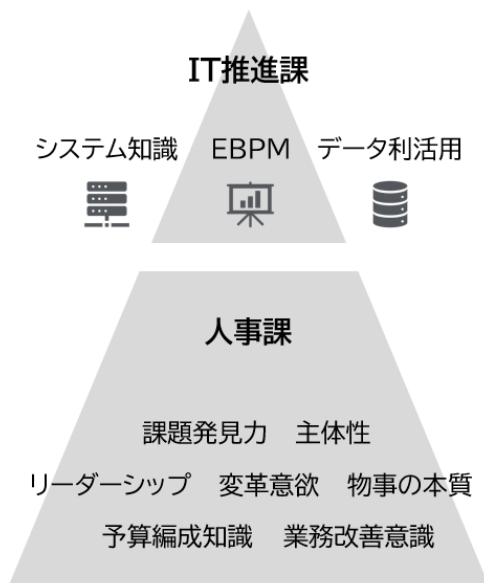 IT推進課
システム知識 EBPM データ利活用
人事課
課題発見力 主体性
リーダーシップ 変革意欲 物事の本質
予算編成知識 業務改善意識